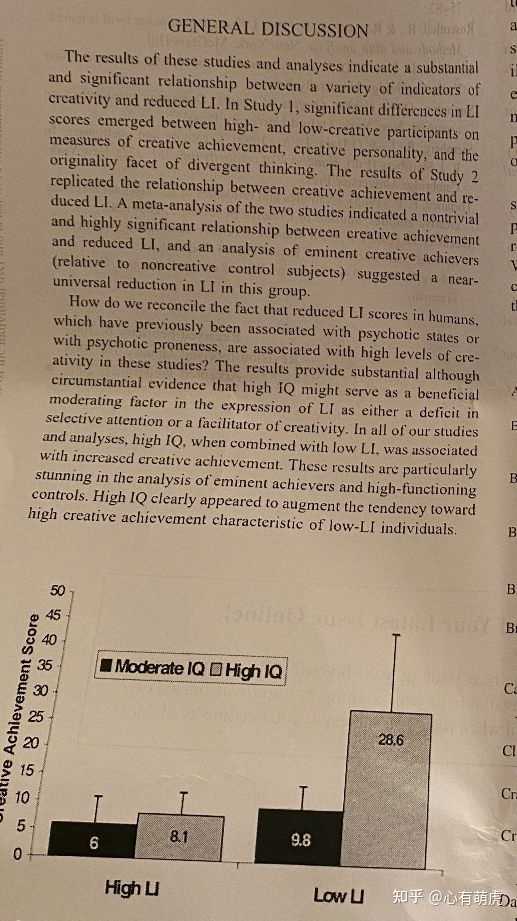 GENERAL DISCUSSION
The results of these studies and analyses indicate a substantial
and significant relationship between a variety of indicators of
creativity and reduced LI. In Study 1, significant differences in LI
scores emerged between high- and low-creative participants on
measures of creative achievement, creative personality, and the
originality facet of divergent thinking. The results of Study 2
replicated the relationship between creative achievement and re-
duced LI. A meta-analysis of the two studies indicated a nontrivial
and highly significant relationship between creative achievement
and reduced LI, and an analysis of eminent creative achievers
(relative to noncreative control subjects) suggested a near-
universal reduction in LI in this group.
How do we reconcile the fact that reduced LI scores in humans,
which have previously been associated with psychotic states or
with psychotic proneness, are associated with high levels of cre-
ativity in these studies? The results provide substantial although
circumstantial evidence that high IQ might serve as a beneficial
moderating factor in the expression of LI as either a deficit in
selective attention or a facilitator of creativity. In all of our studies
and analyses, high IQ, when combined with low LI, was associated
with increased creative achievement. These results are particularly
stunning in the analysis of eminent achievers and high-functioning
controls. High IQ clearly appeared to augment the tendency toward
high creative achievement characteristic of low-LI individuals.
Creative Achievement Score
50
45
40
35
30
25
20
15
10
5
0
Moderate IQ High IQ
6
8.1
9.8
28.6
High LI
Low LI
知乎 @心有萌虎